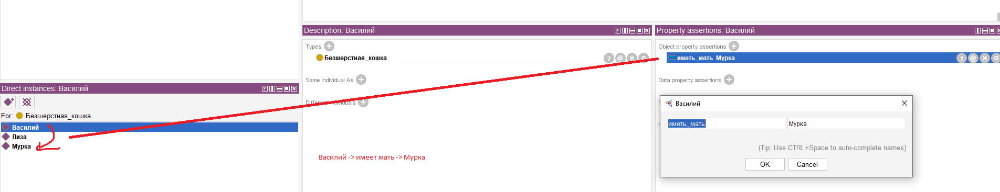 Description: Василий
Property assertions: Василий
Types
Безшерстная_кошка
Object property assertions
иметь_мать Мурка
Same Individual As
Data property assertions
Direct instances: Василий
Different Individuals
For: Безшерстная_кошка
Василий
Лиза
Мурка
Василий -> имеет мать -> Мурка
Василий
иметь_мать
Мурка
(Tip: Use CTRL+Space to auto-complete names)
OK
Cancel